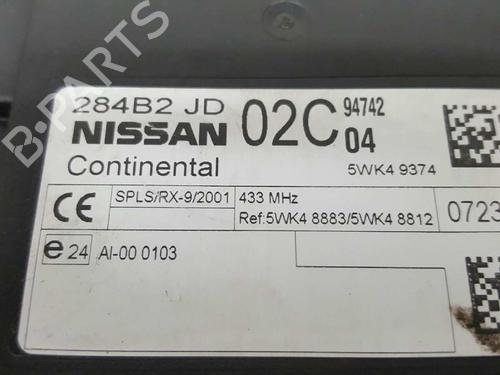 B-PARTS
284B2 JD
02C
94742
04
NISSAN
Continental
5WK4 9374
CE
SPLS/RX-9/2001
433 MHz
Ref:5WK4 8883/5WK4 8812
0723
e 24
AI-00 0103